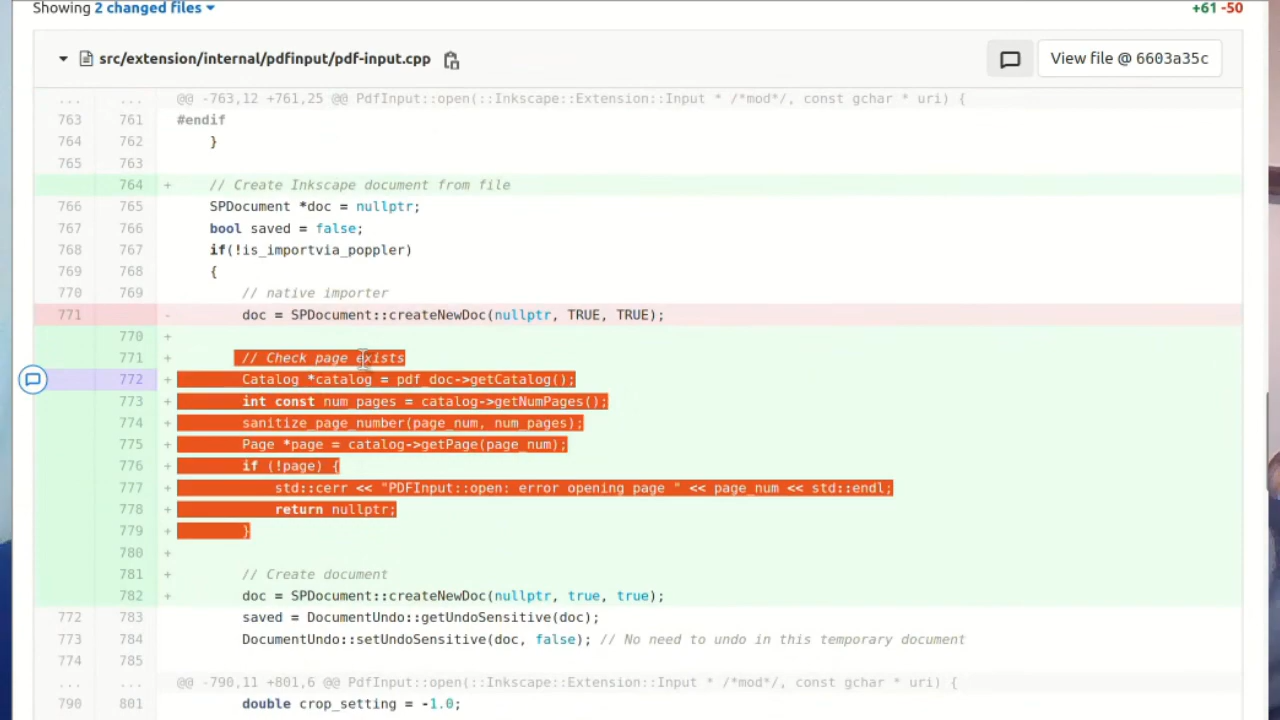 Showing 2 changed files +61 -50
src/extension/internal/pdfinput/pdf-input.cpp View file @ 6603a35c
... ... @@ -763,12 +761,25 @@ PdfInput::open(::Inkscape::Extension::Input * /*mod*/, const gchar * uri) {
763 761 #endif
764 762 }
765 763
764 + // Create Inkscape document from file
766 765 SPDocument *doc = nullptr;
767 766 bool saved = false;
768 767 if(!is_importvia_poppler)
769 768 {
770 769 // native importer
771 - doc = SPDocument::createNewDoc(nullptr, TRUE, TRUE);
770 +
771 + // Check page exists
772 + Catalog *catalog = pdf_doc->getCatalog();
773 + int const num_pages = catalog->getNumPages();
774 + sanitize_page_number(page_num, num_pages);
775 + Page *page = catalog->getPage(page_num);
776 + if (!page) {
777 + std::cerr << "PDFInput::open: error opening page " << page_num << std::endl;
778 + return nullptr;
779 + }
780 +
781 + // Create document
782 + doc = SPDocument::createNewDoc(nullptr, true, true);
772 783 saved = DocumentUndo::getUndoSensitive(doc);
773 784 DocumentUndo::setUndoSensitive(doc, false); // No need to undo in this temporary document
774 785
... ... @@ -790,11 +801,6 @@ PdfInput::open(::Inkscape::Extension::Input * /*mod*/, const gchar * uri) {
790 801 double crop_setting = -1.0;